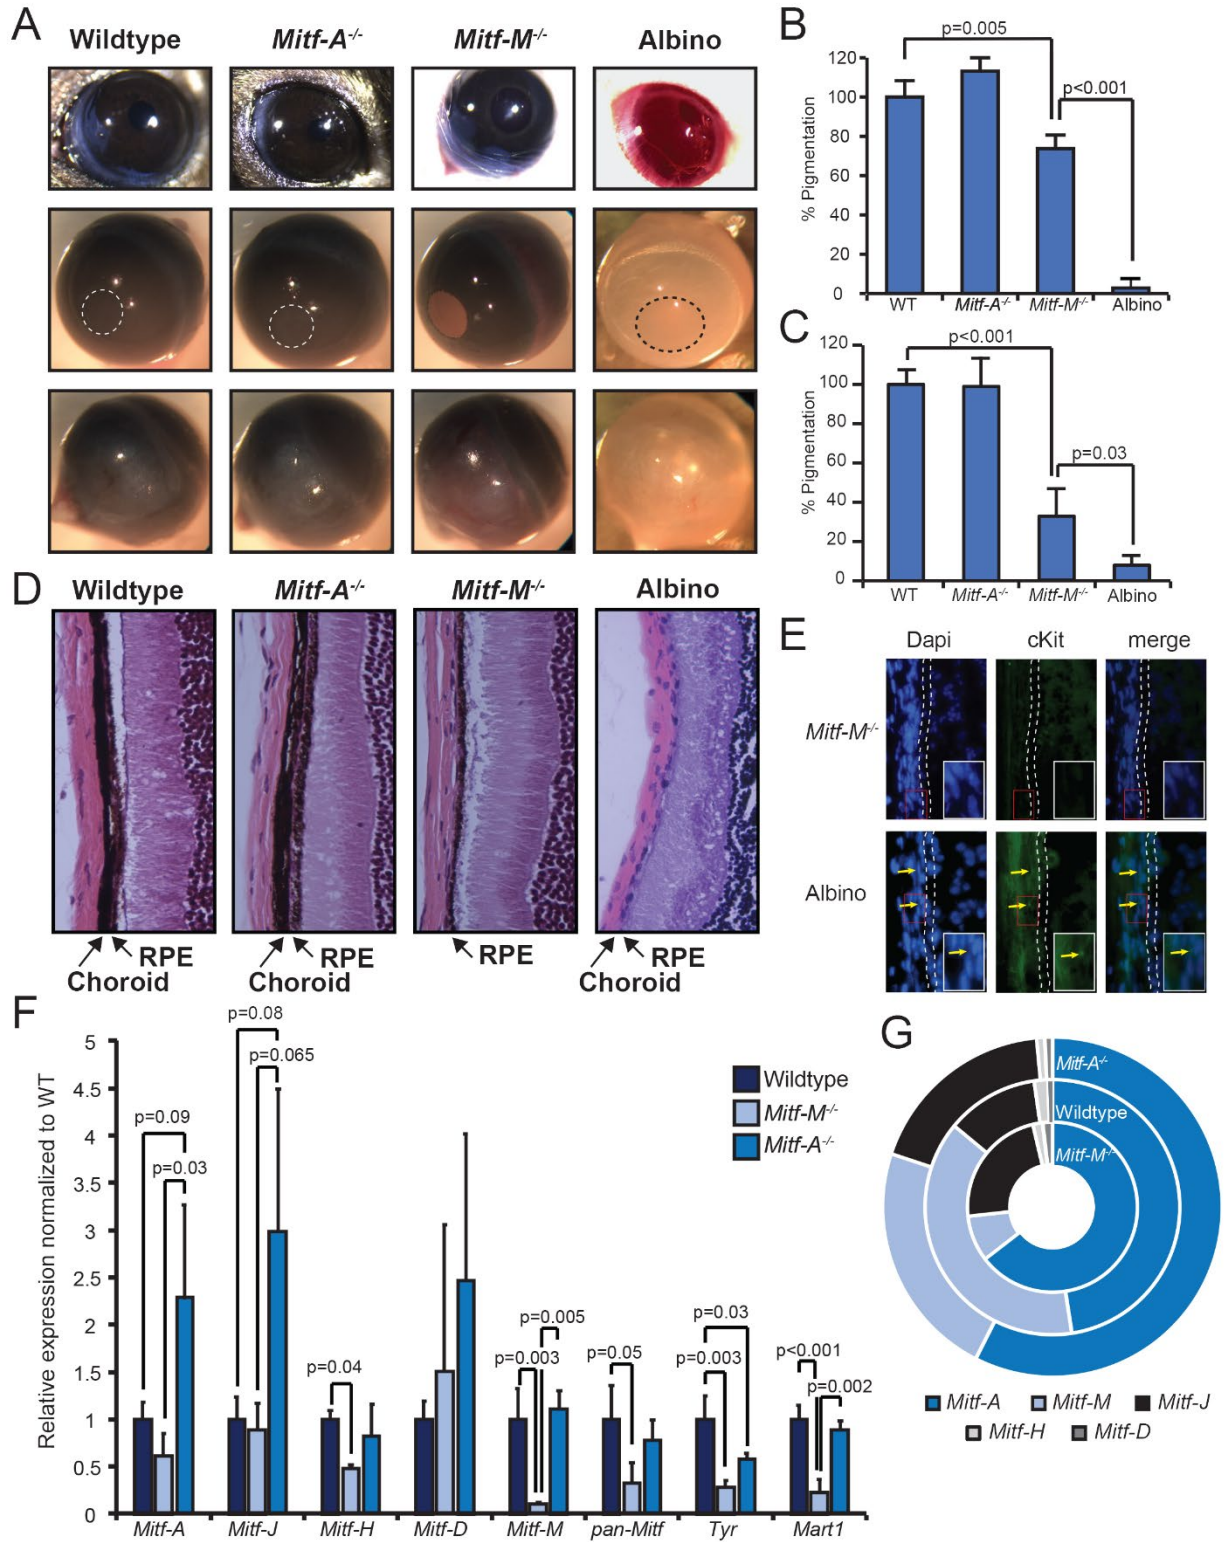 A
Wildtype Mitf-A-/- Mitf-M-/- Albino
B
p=0.005
p<0.001
120
100
80
60
40
20
0
% Pigmentation
WT Mitf-A-/- Mitf-M-/- Albino
C
p<0.001
p=0.03
120
100
80
60
40
20
0
% Pigmentation
WT Mitf-A-/- Mitf-M-/- Albino
D
Wildtype Mitf-A-/- Mitf-M-/- Albino
RPE
Choroid
RPE
Choroid
RPE
RPE
Choroid
E
Dapi cKit merge
Mitf-M-/-
Albino
F
Relative expression normalized to WT
5
4.5
4
3.5
3
2.5
2
1.5
1
0.5
0
p=0.09
p=0.03
p=0.08
p=0.065
p=0.04
p=0.003
p=0.005
p=0.05
p=0.003
p=0.03
p<0.001
p=0.002
Mitf-A Mitf-J Mitf-H Mitf-D Mitf-M pan-Mitf Tyr Mart1
Wildtype
Mitf-M-/-
Mitf-A-/-
G
Mitf-A-/-
Wildtype
Mitf-M-/-
Mitf-A Mitf-M Mitf-J
Mitf-H Mitf-D